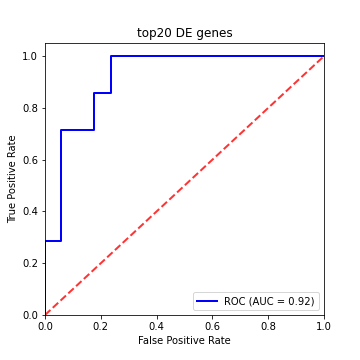 top20 DE genes
1.0
0.8
0.6
0.4
0.2
0.0
True Positive Rate
ROC (AUC = 0.92)
0.0 0.2 0.4 0.6 0.8 1.0
False Positive Rate